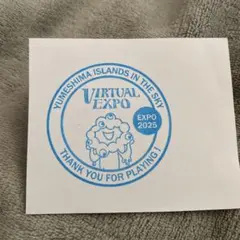 YUMESHIMA ISLANDS IN THE SKY
VIRTUAL
EXPO
EXPO
2025
THANK YOU FOR PLAYING!